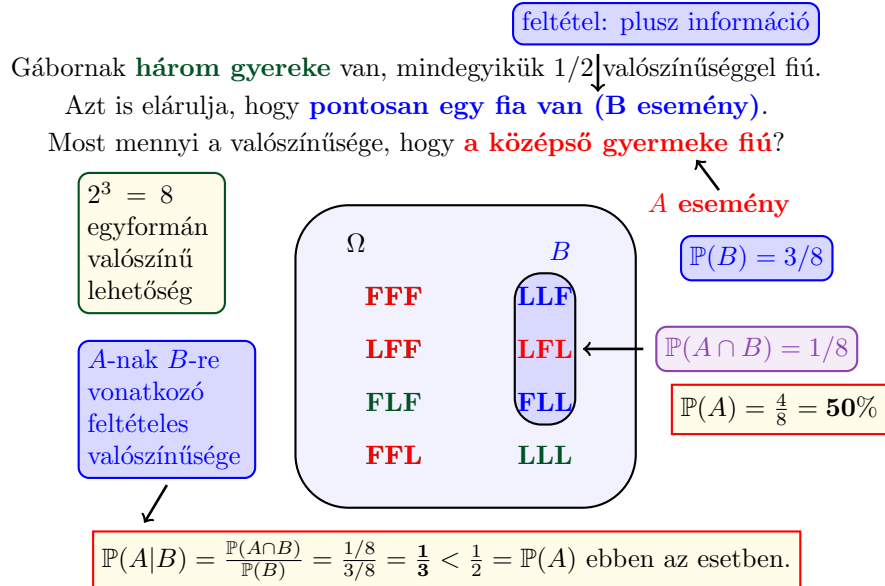 feltétel: plusz információ
Gábornak három gyereke van, mindegyikük 1/2 valószínűséggel fiú.
Azt is elárulja, hogy pontosan egy fia van (B esemény).
Most mennyi a valószínűsége, hogy a középső gyermeke fiú?
A esemény
2³ = 8
egyformán
valószínű
lehetőség
Ω
B
ℙ(B) = 3/8
FFF LLF
LFF LFL
FLF FLL
FFL LLL
ℙ(A ∩ B) = 1/8
ℙ(A) = 4/8 = 50%
A-nak B-re
vonatkozó
feltételes
valószínűsége
ℙ(A|B) = ℙ(A∩B)/ℙ(B) = 1/8/3/8 = 1/3 < 1/2 = ℙ(A) ebben az esetben.